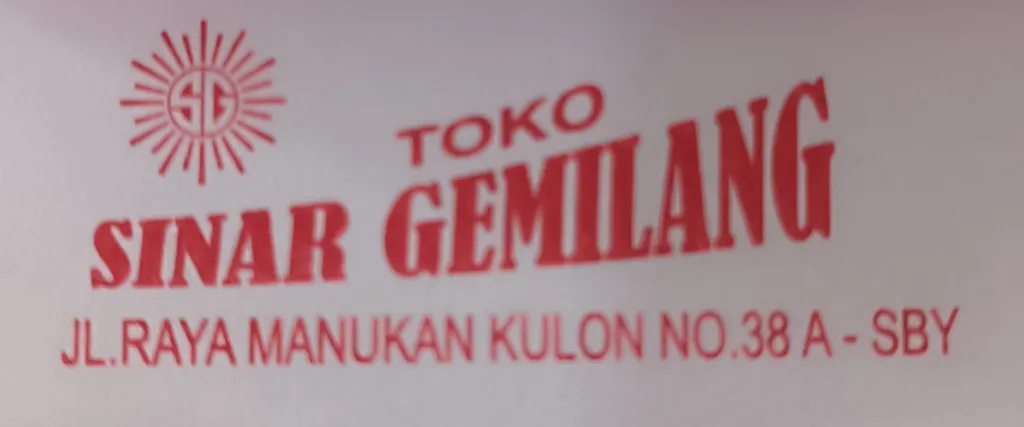 SG
TOKO
SINAR GEMILANG
JL.RAYA MANUKAN KULON NO.38 A - SBY